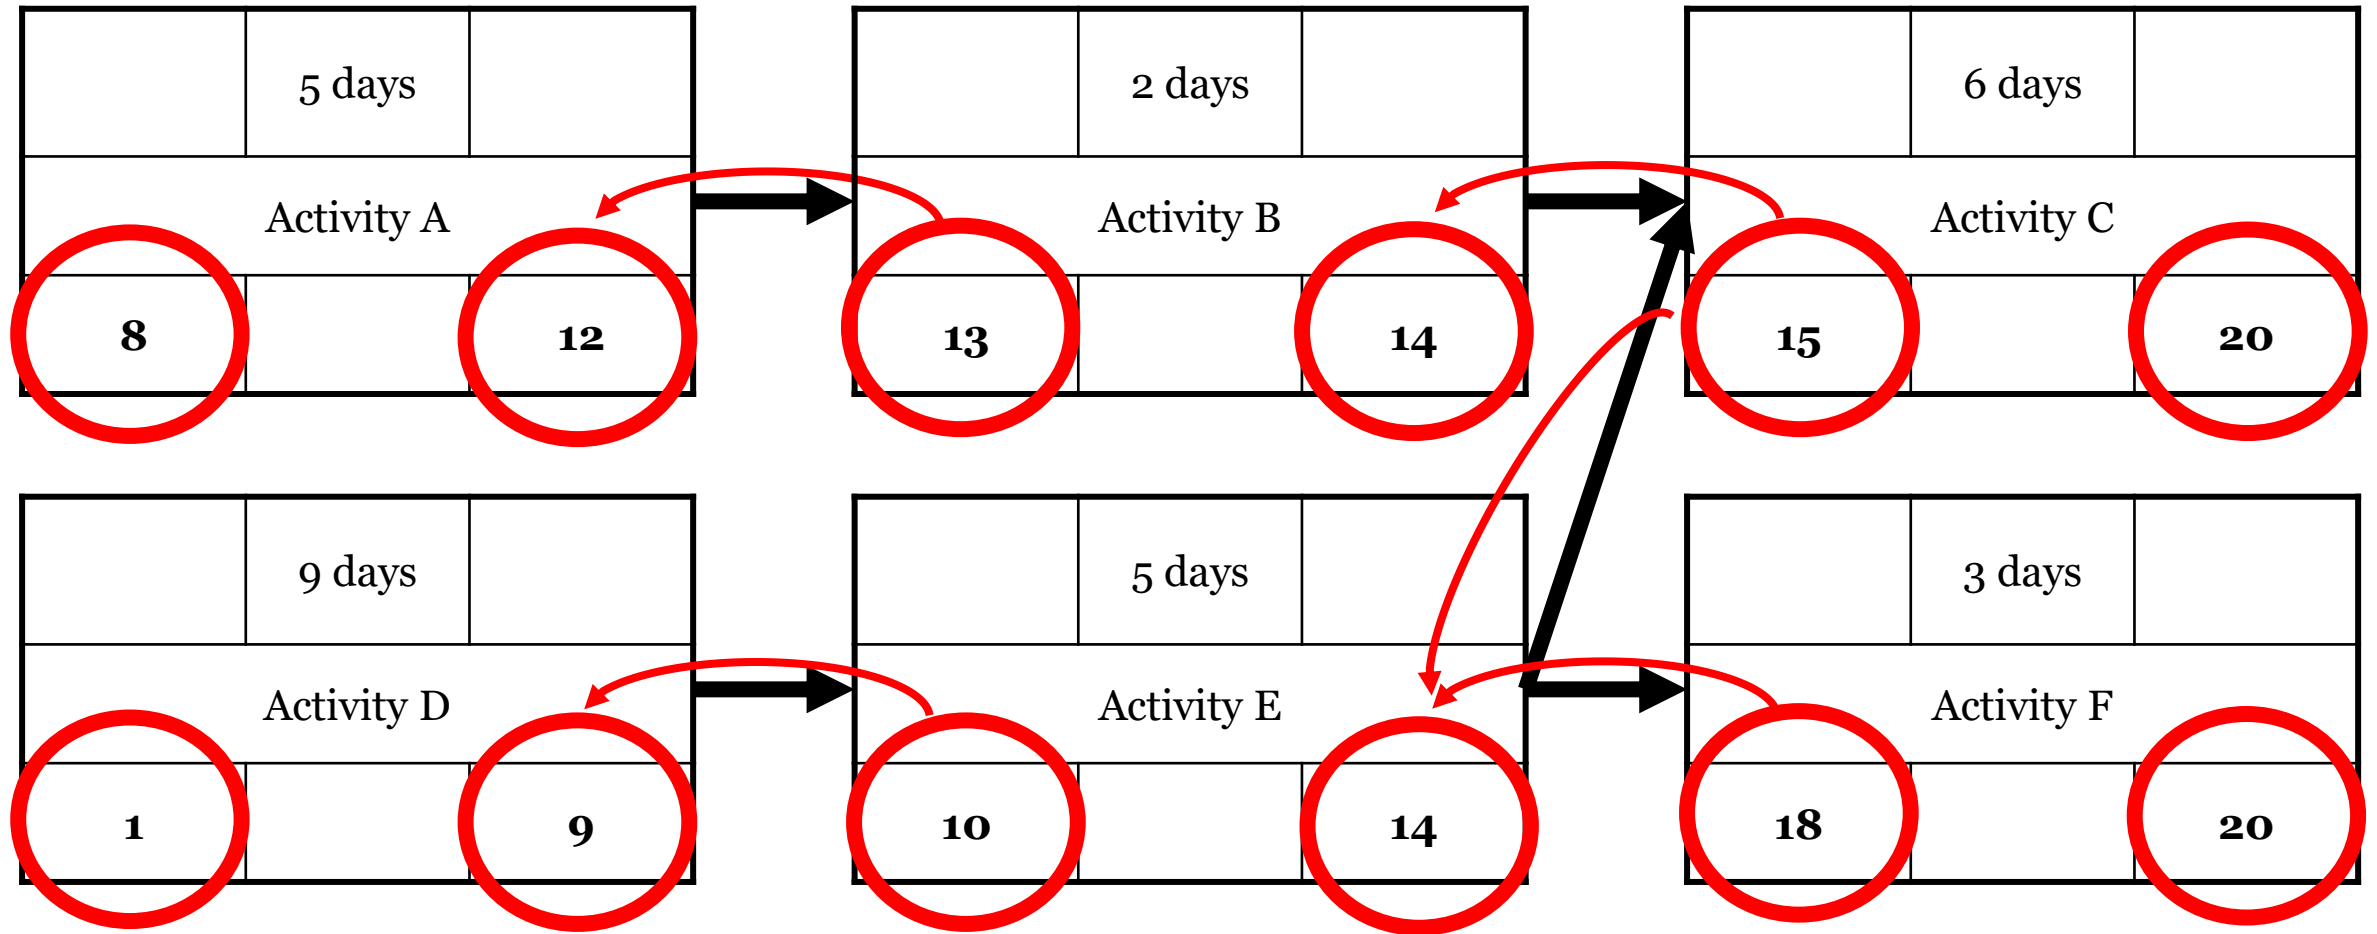 5 days 2 days 6 days
Activity A Activity B Activity C
8 12 13 14 15 20
9 days 5 days 3 days
Activity D Activity E Activity F
1 9 10 14 18 20